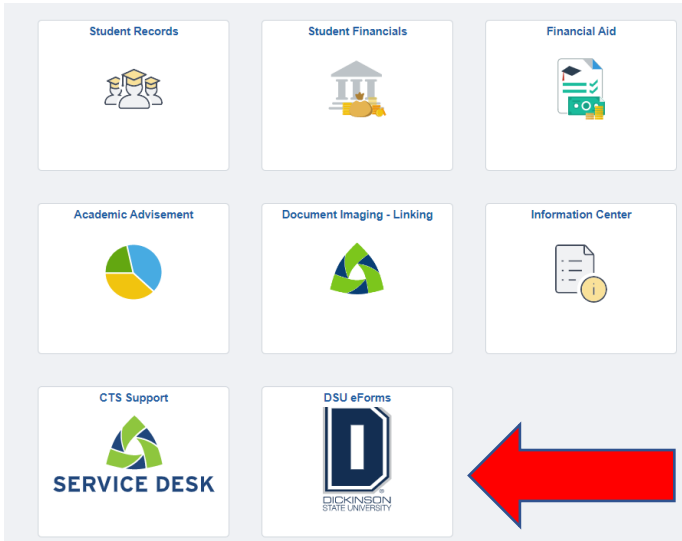 Student Records
Student Financials
Financial Aid
Academic Advisement
Document Imaging - Linking
Information Center
i
CTS Support
DSU eForms
SERVICE DESK
D
DICKINSON
STATE UNIVERSITY